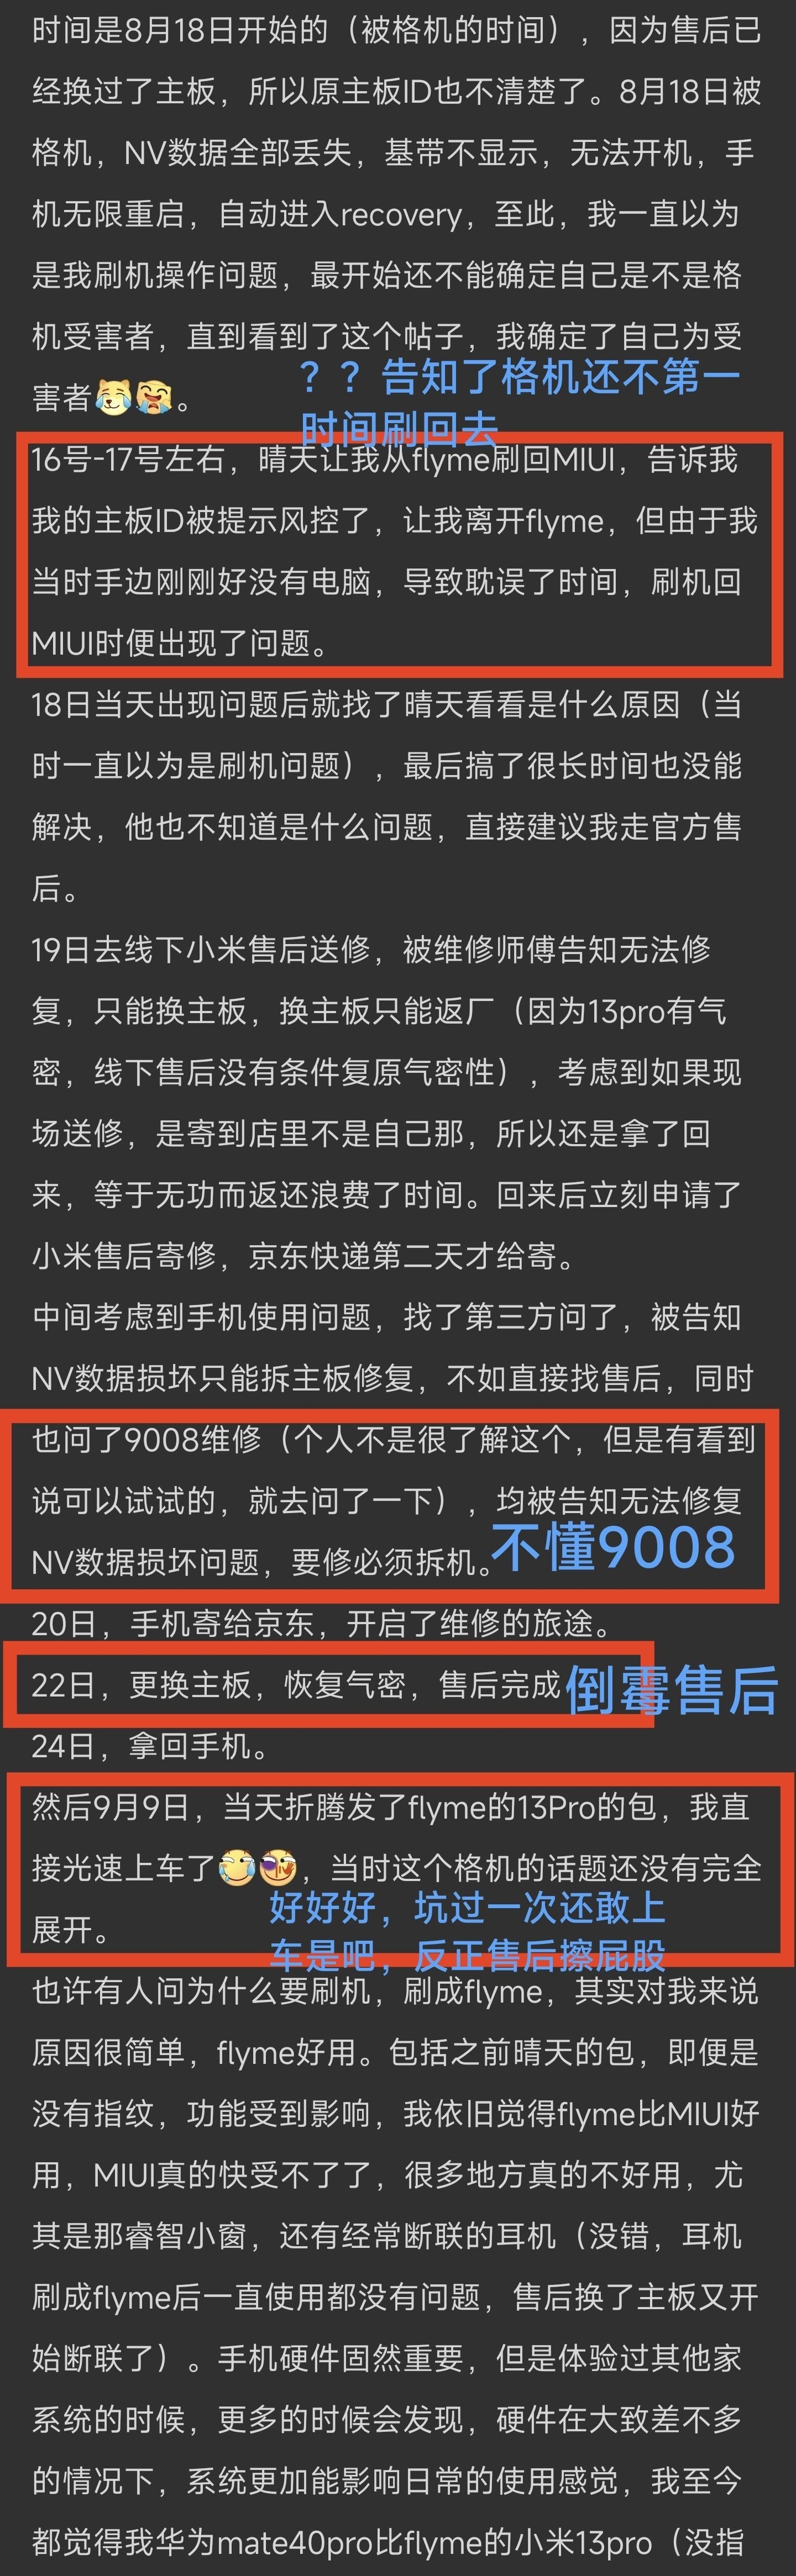 时间是8月18日开始的（被格机的时间），因为售后已
经换过了主板，所以原主板ID也不清楚了。8月18日被
格机，NV数据全部丢失，基带不显示，无法开机，手
机无限重启，自动进入recovery，至此，我一直以为
是我刷机操作问题，最开始还不能确定自己是不是格
机受害者，直到看到了这个帖子，我确定了自己为受
害者😹😂。
？？告知了格机还不第一
时间刷回去
16号-17号左右，晴天让我从flyme刷回MIUI，告诉我
我的主板ID被提示风控了，让我离开flyme，但由于我
当时手边刚刚好没有电脑，导致耽误了时间，刷机回
MIUI时便出现了问题。
18日当天出现问题后就找了晴天看看是什么原因（当
时一直以为是刷机问题），最后搞了很长时间也没能
解决，他也不知道是什么问题，直接建议我走官方售
后。
19日去线下小米售后送修，被维修师傅告知无法修
复，只能换主板，换主板只能返厂（因为13pro有气
密，线下售后没有条件复原气密性），考虑到如果现
场送修，是寄到店里不是自己那，所以还是拿了回
来，等于无功而返还浪费了时间。回来后立刻申请了
小米售后寄修，京东快递第二天才给寄。
中间考虑到手机使用问题，找了第三方问了，被告知
NV数据损坏只能拆主板修复，不如直接找售后，同时
也问了9008维修（个人不是很了解这个，但是有看到
说可以试试的，就去问了一下），均被告知无法修复
NV数据损坏问题，要修必须拆机。
不懂9008
20日，手机寄给京东，开启了维修的旅途。
22日，更换主板，恢复气密，售后完成
倒霉售后
24日，拿回手机。
然后9月9日，当天折腾发了flyme的13Pro的包，我直
接光速上车了，当时这个格机的话题还没有完全
展开。
好好好，坑过一次还敢上
车是吧，反正售后擦屁股
也许有人问为什么要刷机，刷成flyme，其实对我来说
原因很简单，flyme好用。包括之前晴天的包，即便是
没有指纹，功能受到影响，我依旧觉得flyme比MIUI好
用，MIUI真的快受不了了，很多地方真的不好用，尤
其是那睿智小窗，还有经常断联的耳机（没错，耳机
刷成flyme后一直使用都没有问题，售后换了主板又开
始断联了）。手机硬件固然重要，但是体验过其他家
系统的时候，更多的时候会发现，硬件在大致差不多
的情况下，系统更加能影响日常的使用感觉，我至今
都觉得我华为mate40pro比flyme的小米13pro（没指